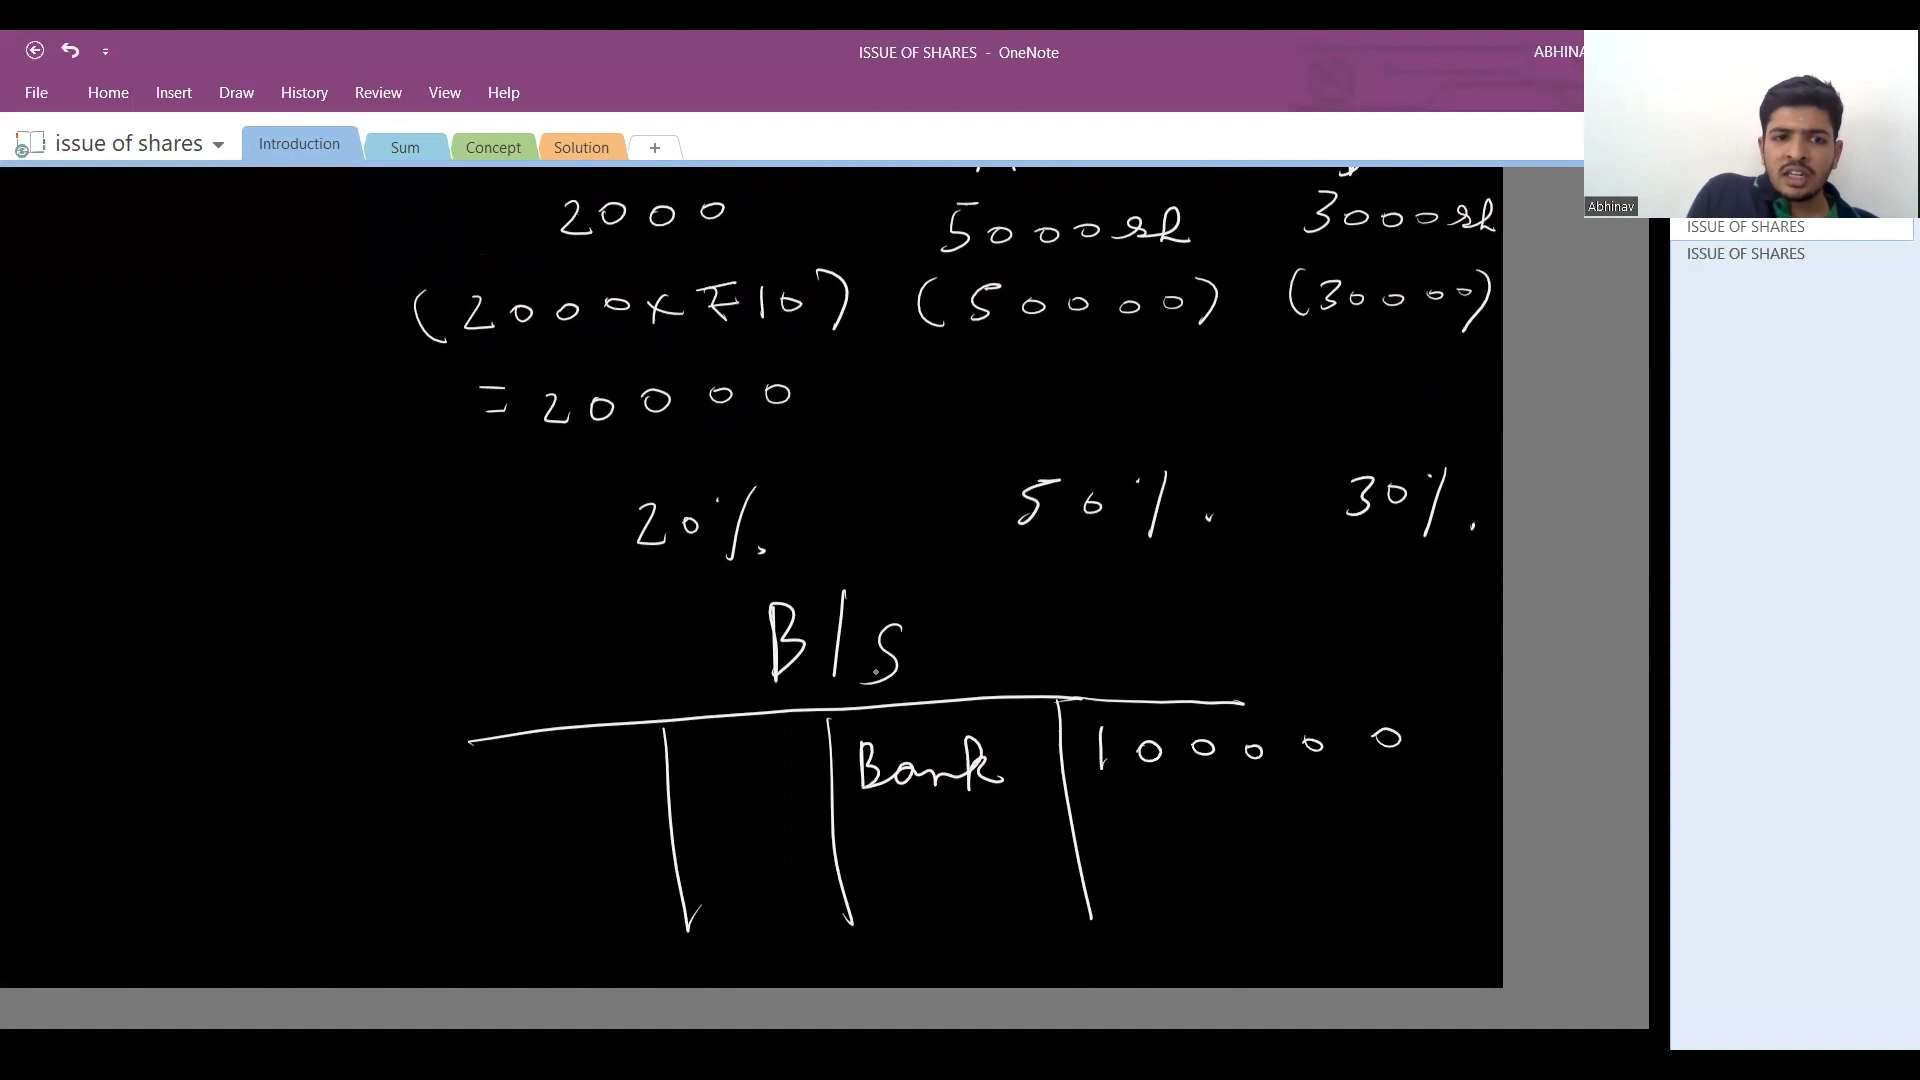 ISSUE OF SHARES - OneNote
ABHINA
File Home Insert Draw History Review View Help
issue of shares Introduction Sum Concept Solution +
Abhinav
ISSUE OF SHARES
ISSUE OF SHARES
2000 5000sh 3000sh
(2000x₹10) (50000) (30000)
= 20000
20%. 50%. 30%.
B/S
Bank 100000